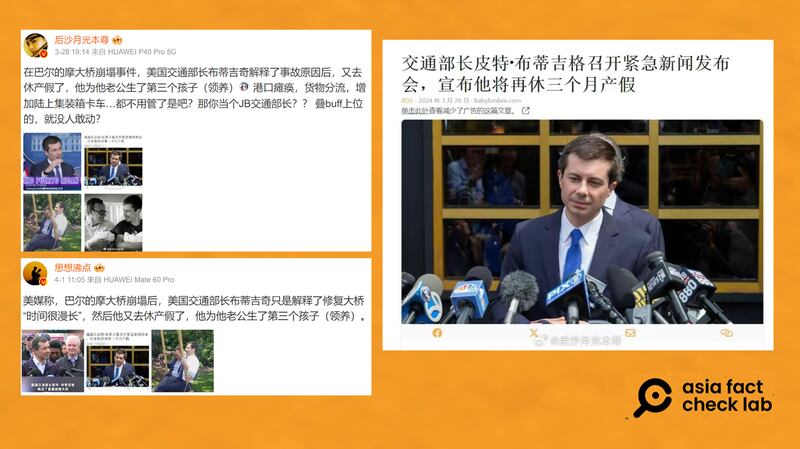 后沙月光本尊
3-28 19:14 来自 HUAWEI P40 Pro 5G
在巴尔的摩大桥崩塌事件，美国交通部长布蒂吉奇解释了事故原因后，又去
休产假了，他为他老公生了第三个孩子（领养） 港口瘫痪，货物分流，增
加陆上集装箱卡车...都不用管了是吧？那你当个JB交通部长？？ 叠buff上位
的，就没人敢动？
思想沸点
4-1 11:05 来自 HUAWEI Mate 60 Pro
美媒称，巴尔的摩大桥崩塌后，美国交通部长布蒂吉奇只是解释了修复大桥
“时间很漫长”，然后他又去休产假了，他为他老公生了第三个孩子（领养）。
交通部长皮特·布蒂吉格召开紧急新闻发布
会，宣布他将再休三个月产假
2024 年 3 月 26 日 · BabylonBee.com
单击此处查看减少了广告的这篇文章。
PIX
880
@后沙月光本尊
asia fact
check lab